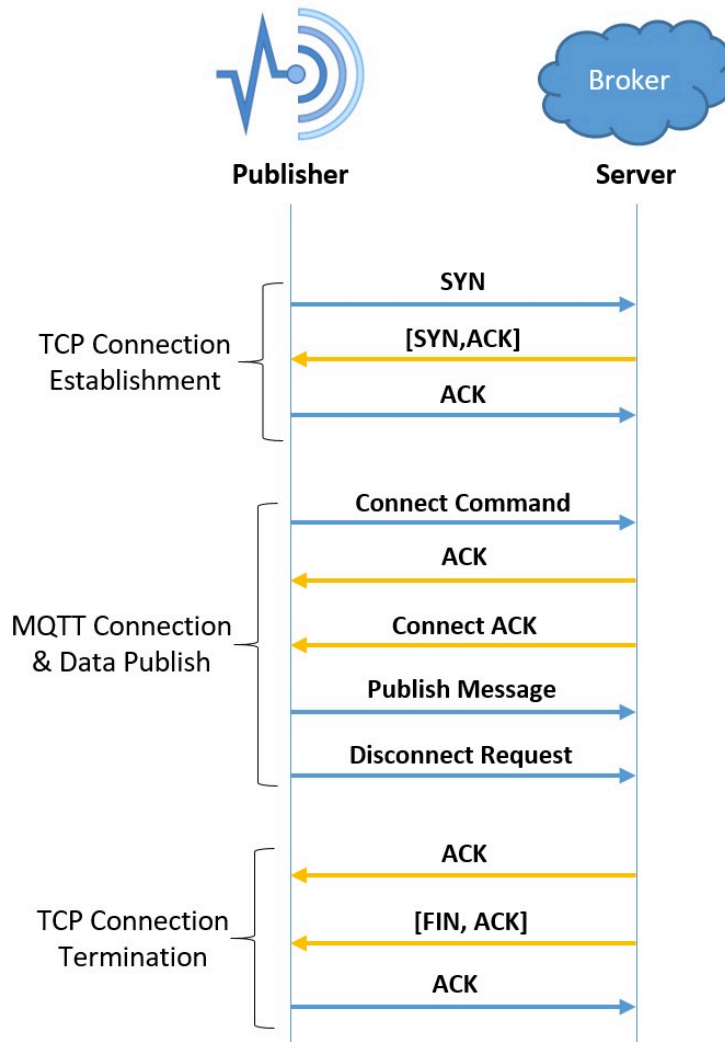 Broker
Publisher
Server
SYN
[SYN,ACK]
ACK
TCP Connection
Establishment
Connect Command
ACK
Connect ACK
Publish Message
Disconnect Request
MQTT Connection
& Data Publish
ACK
[FIN, ACK]
ACK
TCP Connection
Termination